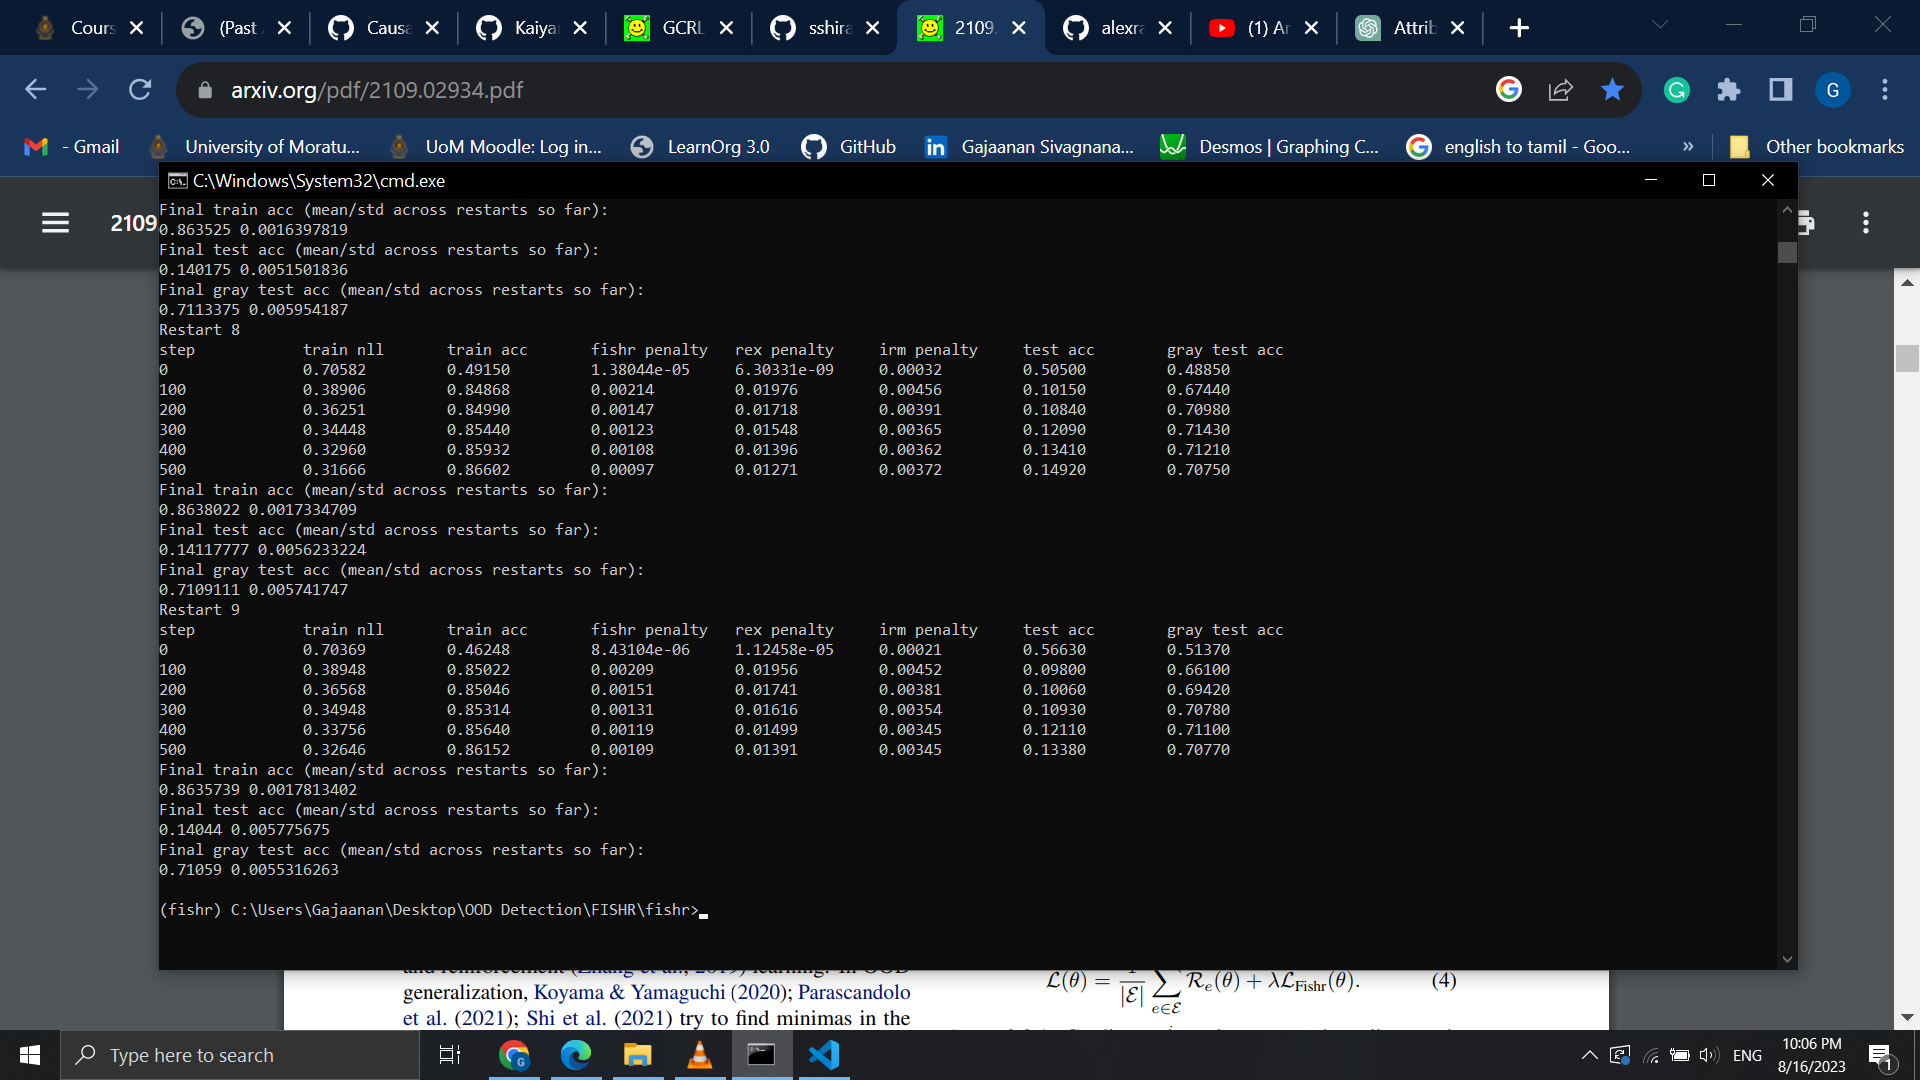 Cours
(Past
Causa
Kaiya
GCRL
sshira
2109.
alexra
(1) Ar
Attrib
arxiv.org/pdf/2109.02934.pdf
G
- Gmail
University of Moratu...
UoM Moodle: Log in...
LearnOrg 3.0
GitHub
Gajaanan Sivagnana...
Desmos | Graphing C...
english to tamil - Goo...
»
Other bookmarks
2109
C:\Windows\System32\cmd.exe
Final train acc (mean/std across restarts so far):
0.863525 0.0016397819
Final test acc (mean/std across restarts so far):
0.140175 0.0051501836
Final gray test acc (mean/std across restarts so far):
0.7113375 0.005954187
Restart 8
step train nll train acc fishr penalty rex penalty irm penalty test acc gray test acc
0 0.70582 0.49150 1.38044e-05 6.30331e-09 0.00032 0.50500 0.48850
100 0.38906 0.84868 0.00214 0.01976 0.00456 0.10150 0.67440
200 0.36251 0.84990 0.00147 0.01718 0.00391 0.10840 0.70980
300 0.34448 0.85440 0.00123 0.01548 0.00365 0.12090 0.71430
400 0.32960 0.85932 0.00108 0.01396 0.00362 0.13410 0.71210
500 0.31666 0.86602 0.00097 0.01271 0.00372 0.14920 0.70750
Final train acc (mean/std across restarts so far):
0.8638022 0.0017334709
Final test acc (mean/std across restarts so far):
0.14117777 0.0056233224
Final gray test acc (mean/std across restarts so far):
0.7109111 0.005741747
Restart 9
step train nll train acc fishr penalty rex penalty irm penalty test acc gray test acc
0 0.70369 0.46248 8.43104e-06 1.12458e-05 0.00021 0.56630 0.51370
100 0.38948 0.85022 0.00209 0.01956 0.00452 0.09800 0.66100
200 0.36568 0.85046 0.00151 0.01741 0.00381 0.10060 0.69420
300 0.34948 0.85314 0.00131 0.01616 0.00354 0.10930 0.70780
400 0.33756 0.85640 0.00119 0.01499 0.00345 0.12110 0.71100
500 0.32646 0.86152 0.00109 0.01391 0.00345 0.13380 0.70770
Final train acc (mean/std across restarts so far):
0.8635739 0.0017813402
Final test acc (mean/std across restarts so far):
0.14044 0.005775675
Final gray test acc (mean/std across restarts so far):
0.71059 0.0055316263
(fishr) C:\Users\Gajaanan\Desktop\OOD Detection\FISHR\fishr>
generalization, Koyama & Yamaguchi (2020); Parascandolo
et al. (2021); Shi et al. (2021) try to find minimas in the
L(θ) = 1/|E| ∑e∈E Re(θ) + λLFishr(θ). (4)
Type here to search
ENG
10:06 PM
8/16/2023
1